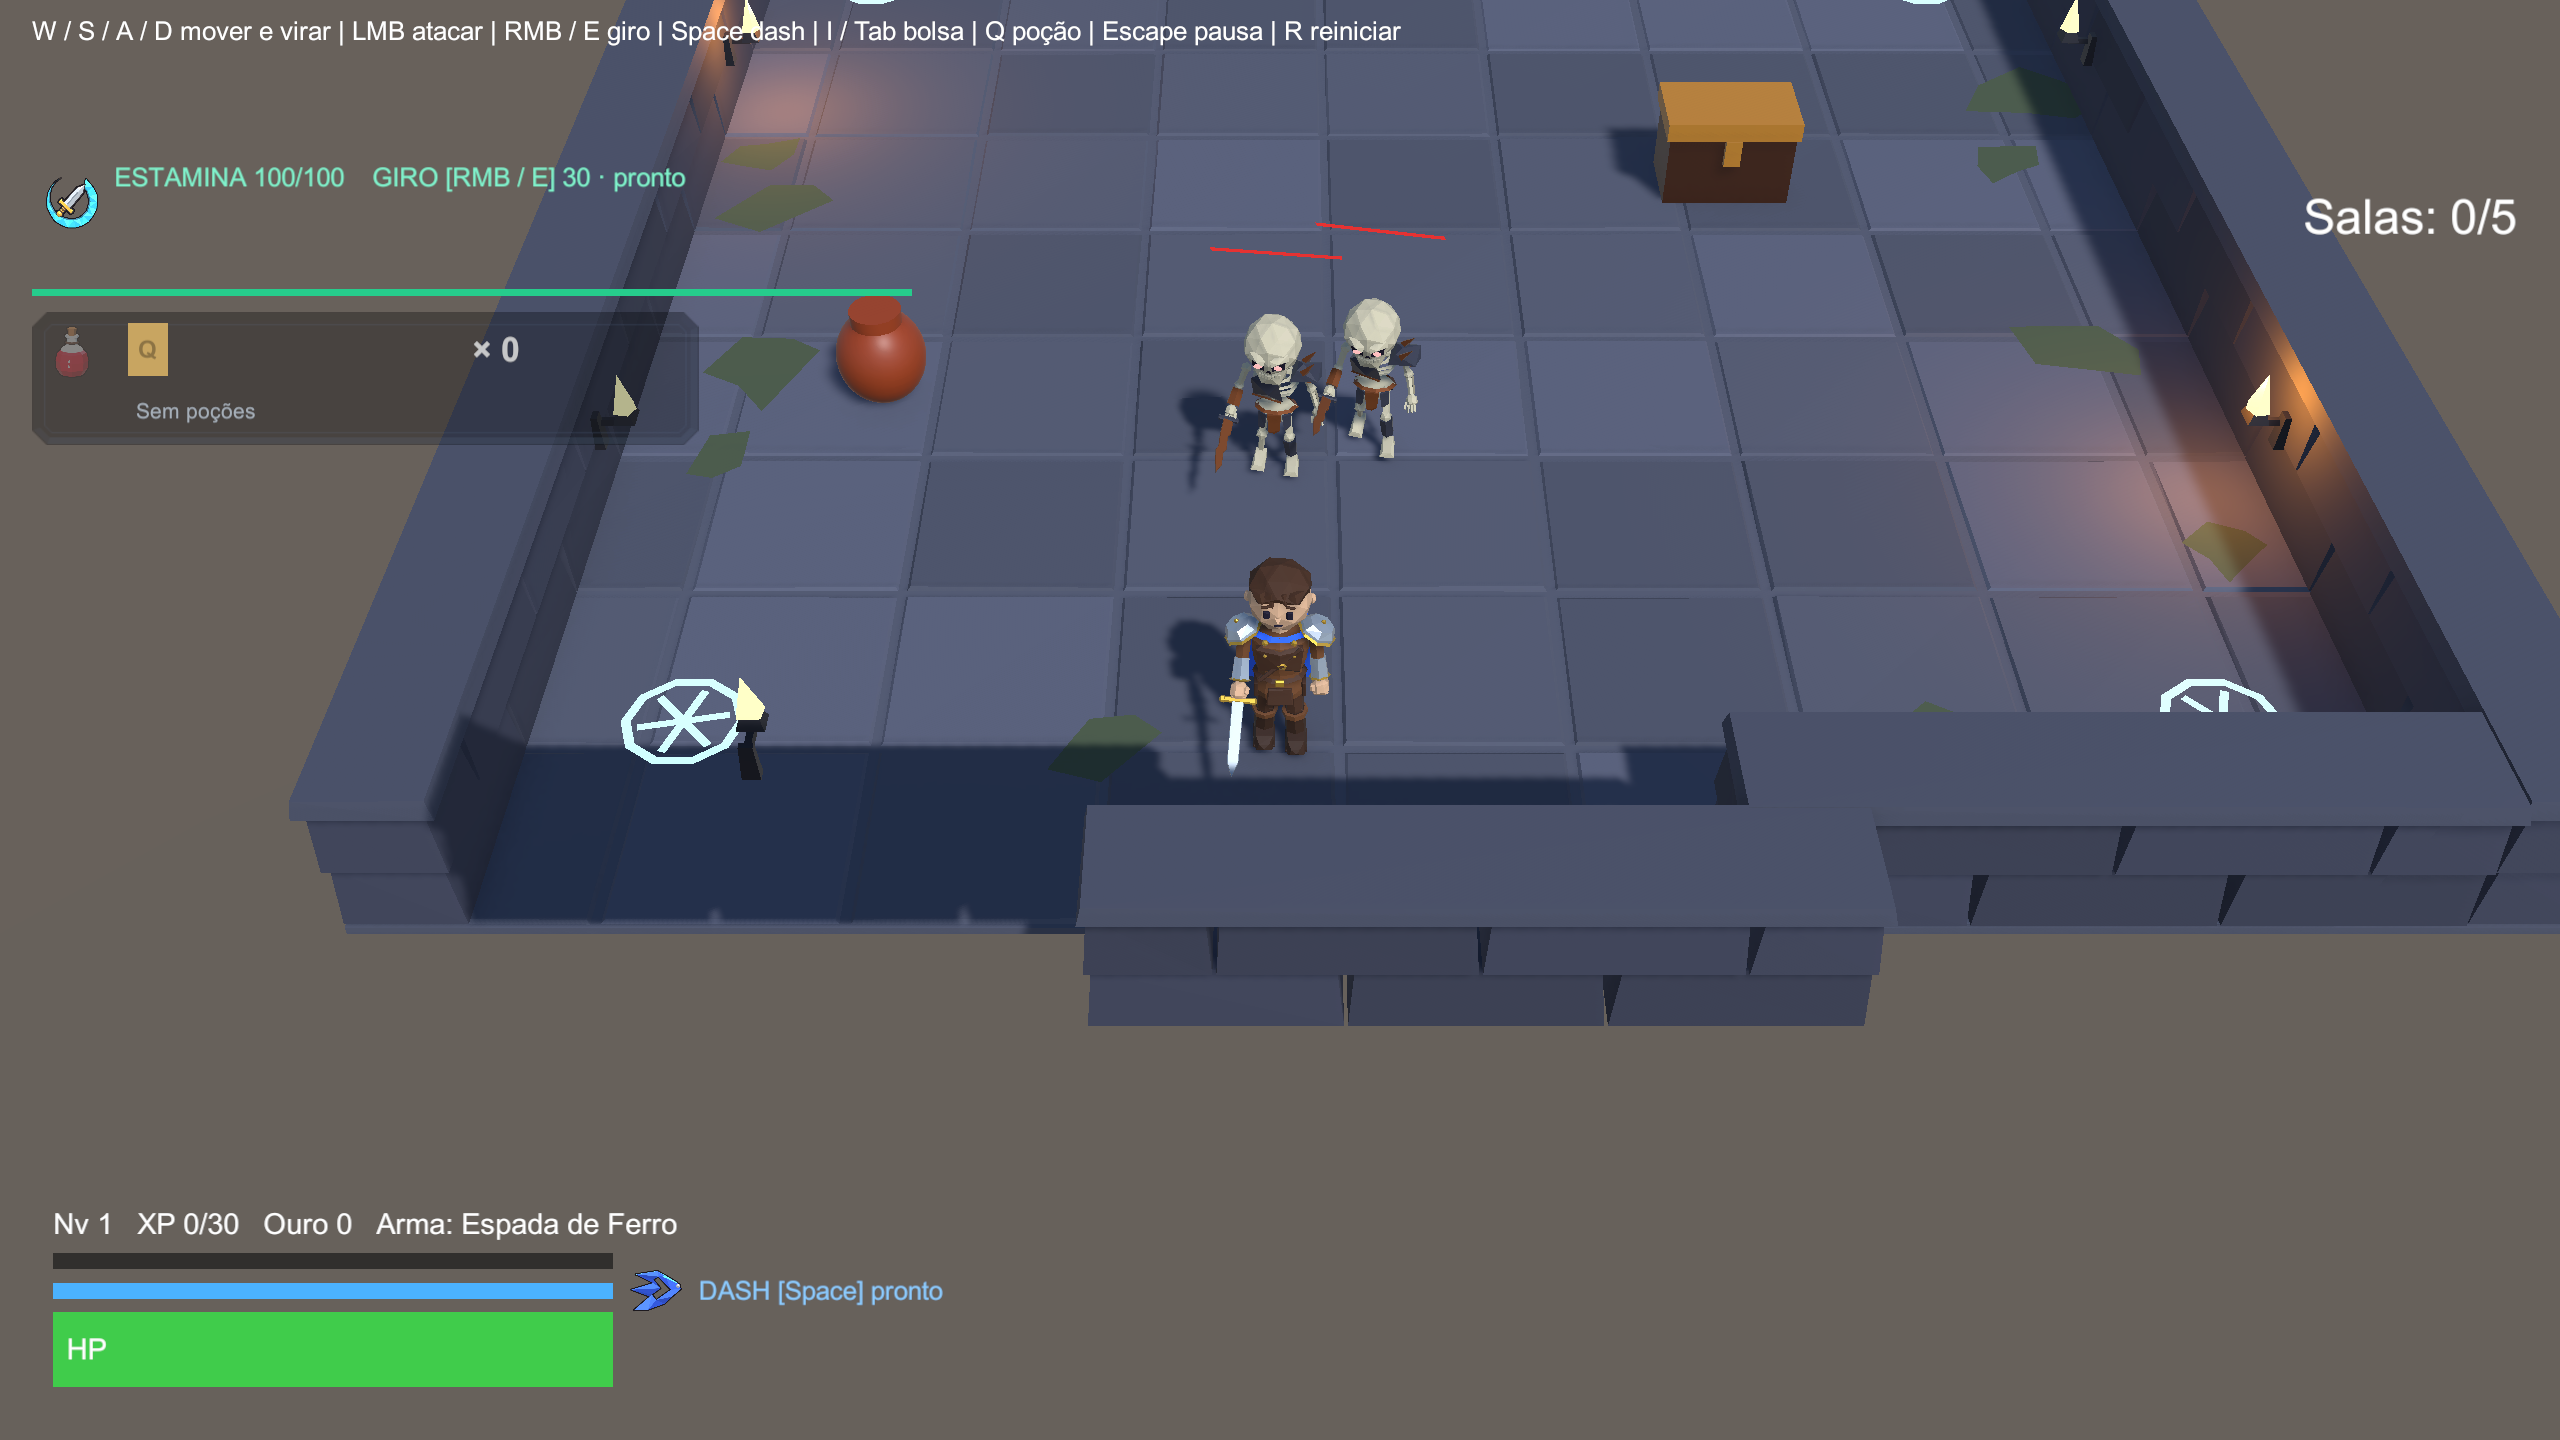 W / S / A / D mover e virar | LMB atacar | RMB / E giro | Space dash | I / Tab bolsa | Q poção | Escape pausa | R reiniciar
ESTAMINA 100/100 GIRO [RMB / E] 30 · pronto
Salas: 0/5
Q × 0
Sem poções
Nv 1 XP 0/30 Ouro 0 Arma: Espada de Ferro
DASH [Space] pronto
HP